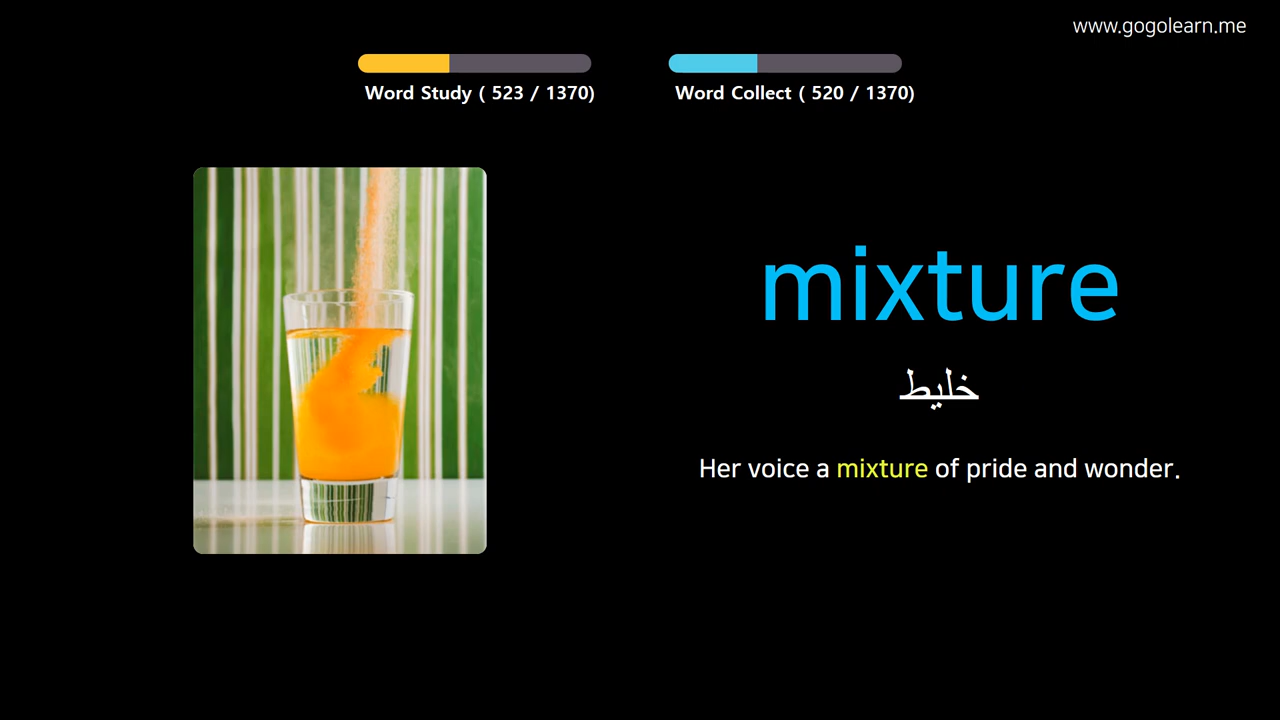 www.gogolearn.me
Word Study ( 523 / 1370)
Word Collect ( 520 / 1370)
mixture
خليط
Her voice a mixture of pride and wonder.